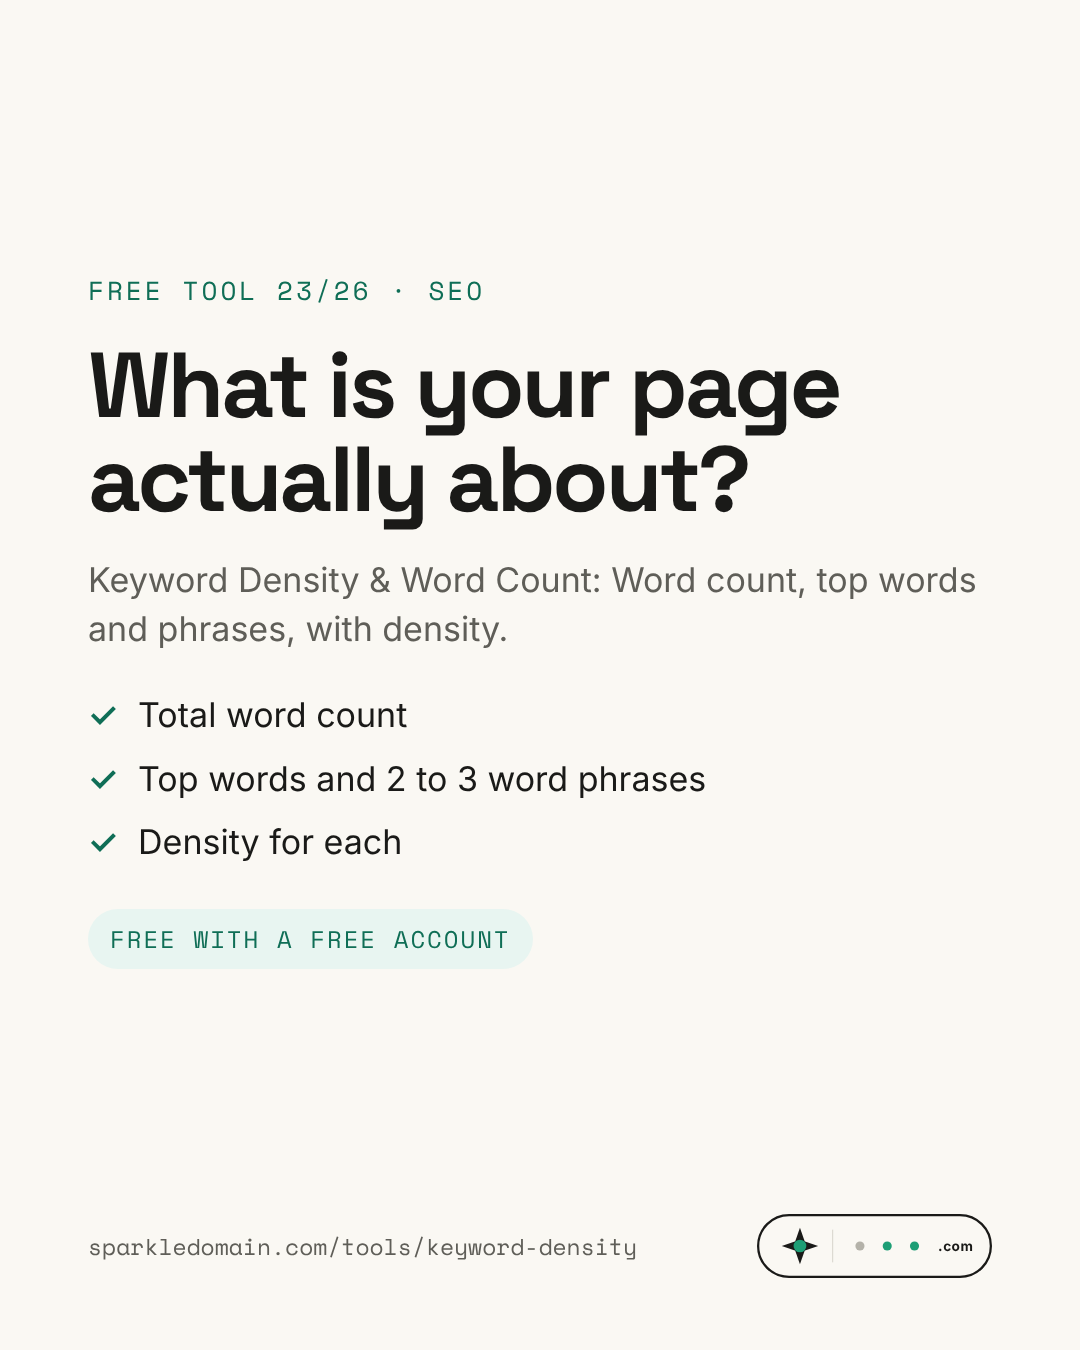 FREE TOOL 23/26 · SEO
What is your page
actually about?
Keyword Density & Word Count: Word count, top words
and phrases, with density.
Total word count
Top words and 2 to 3 word phrases
Density for each
FREE WITH A FREE ACCOUNT
sparkledomain.com/tools/keyword-density
.com